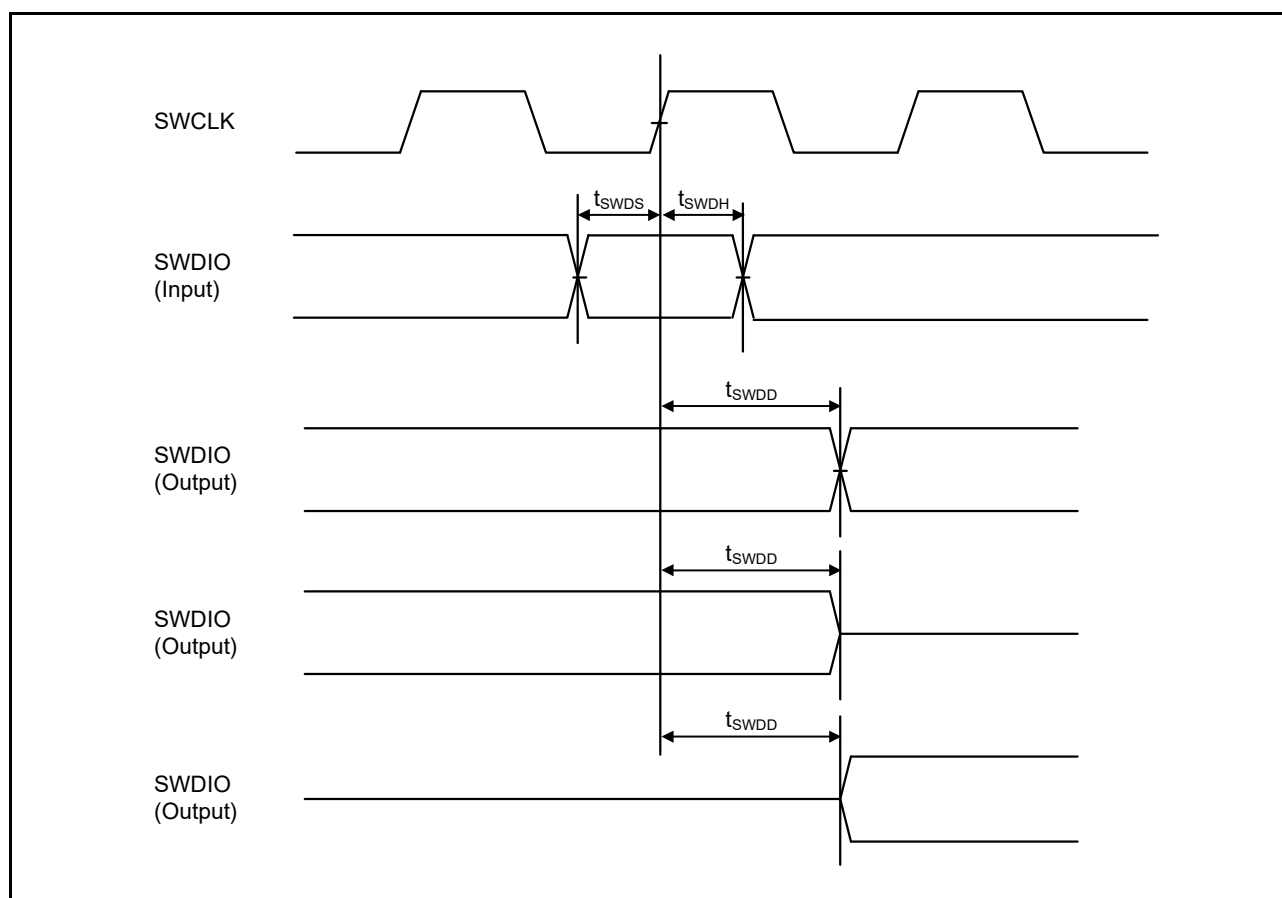 SWCLK
tSWDS
tSWDH
SWDIO
(Input)
tSWDD
SWDIO
(Output)
tSWDD
SWDIO
(Output)
tSWDD
SWDIO
(Output)